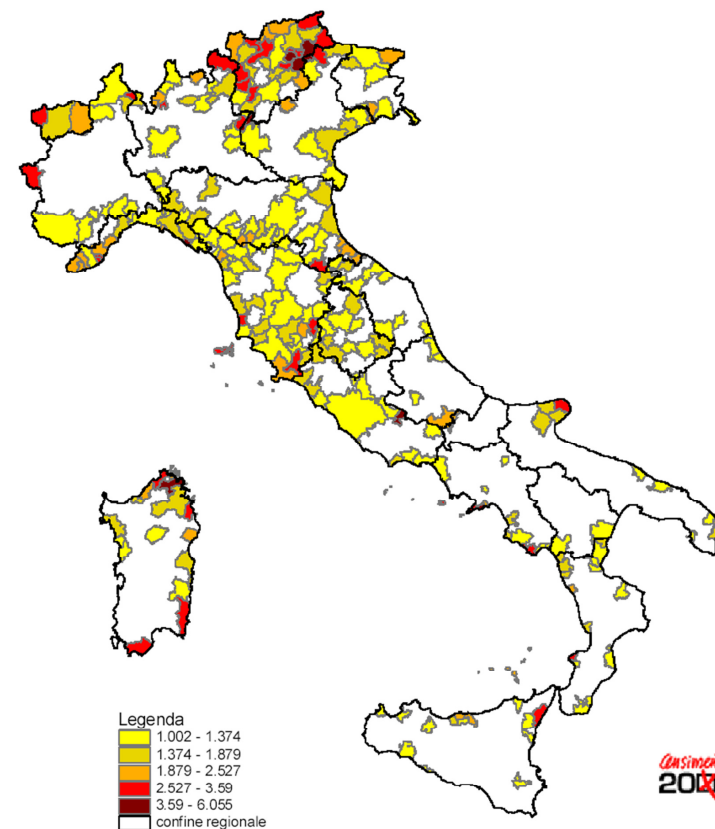 Legenda
1.002 - 1.374
1.374 - 1.879
1.879 - 2.527
2.527 - 3.59
3.59 - 6.055
confine regionale